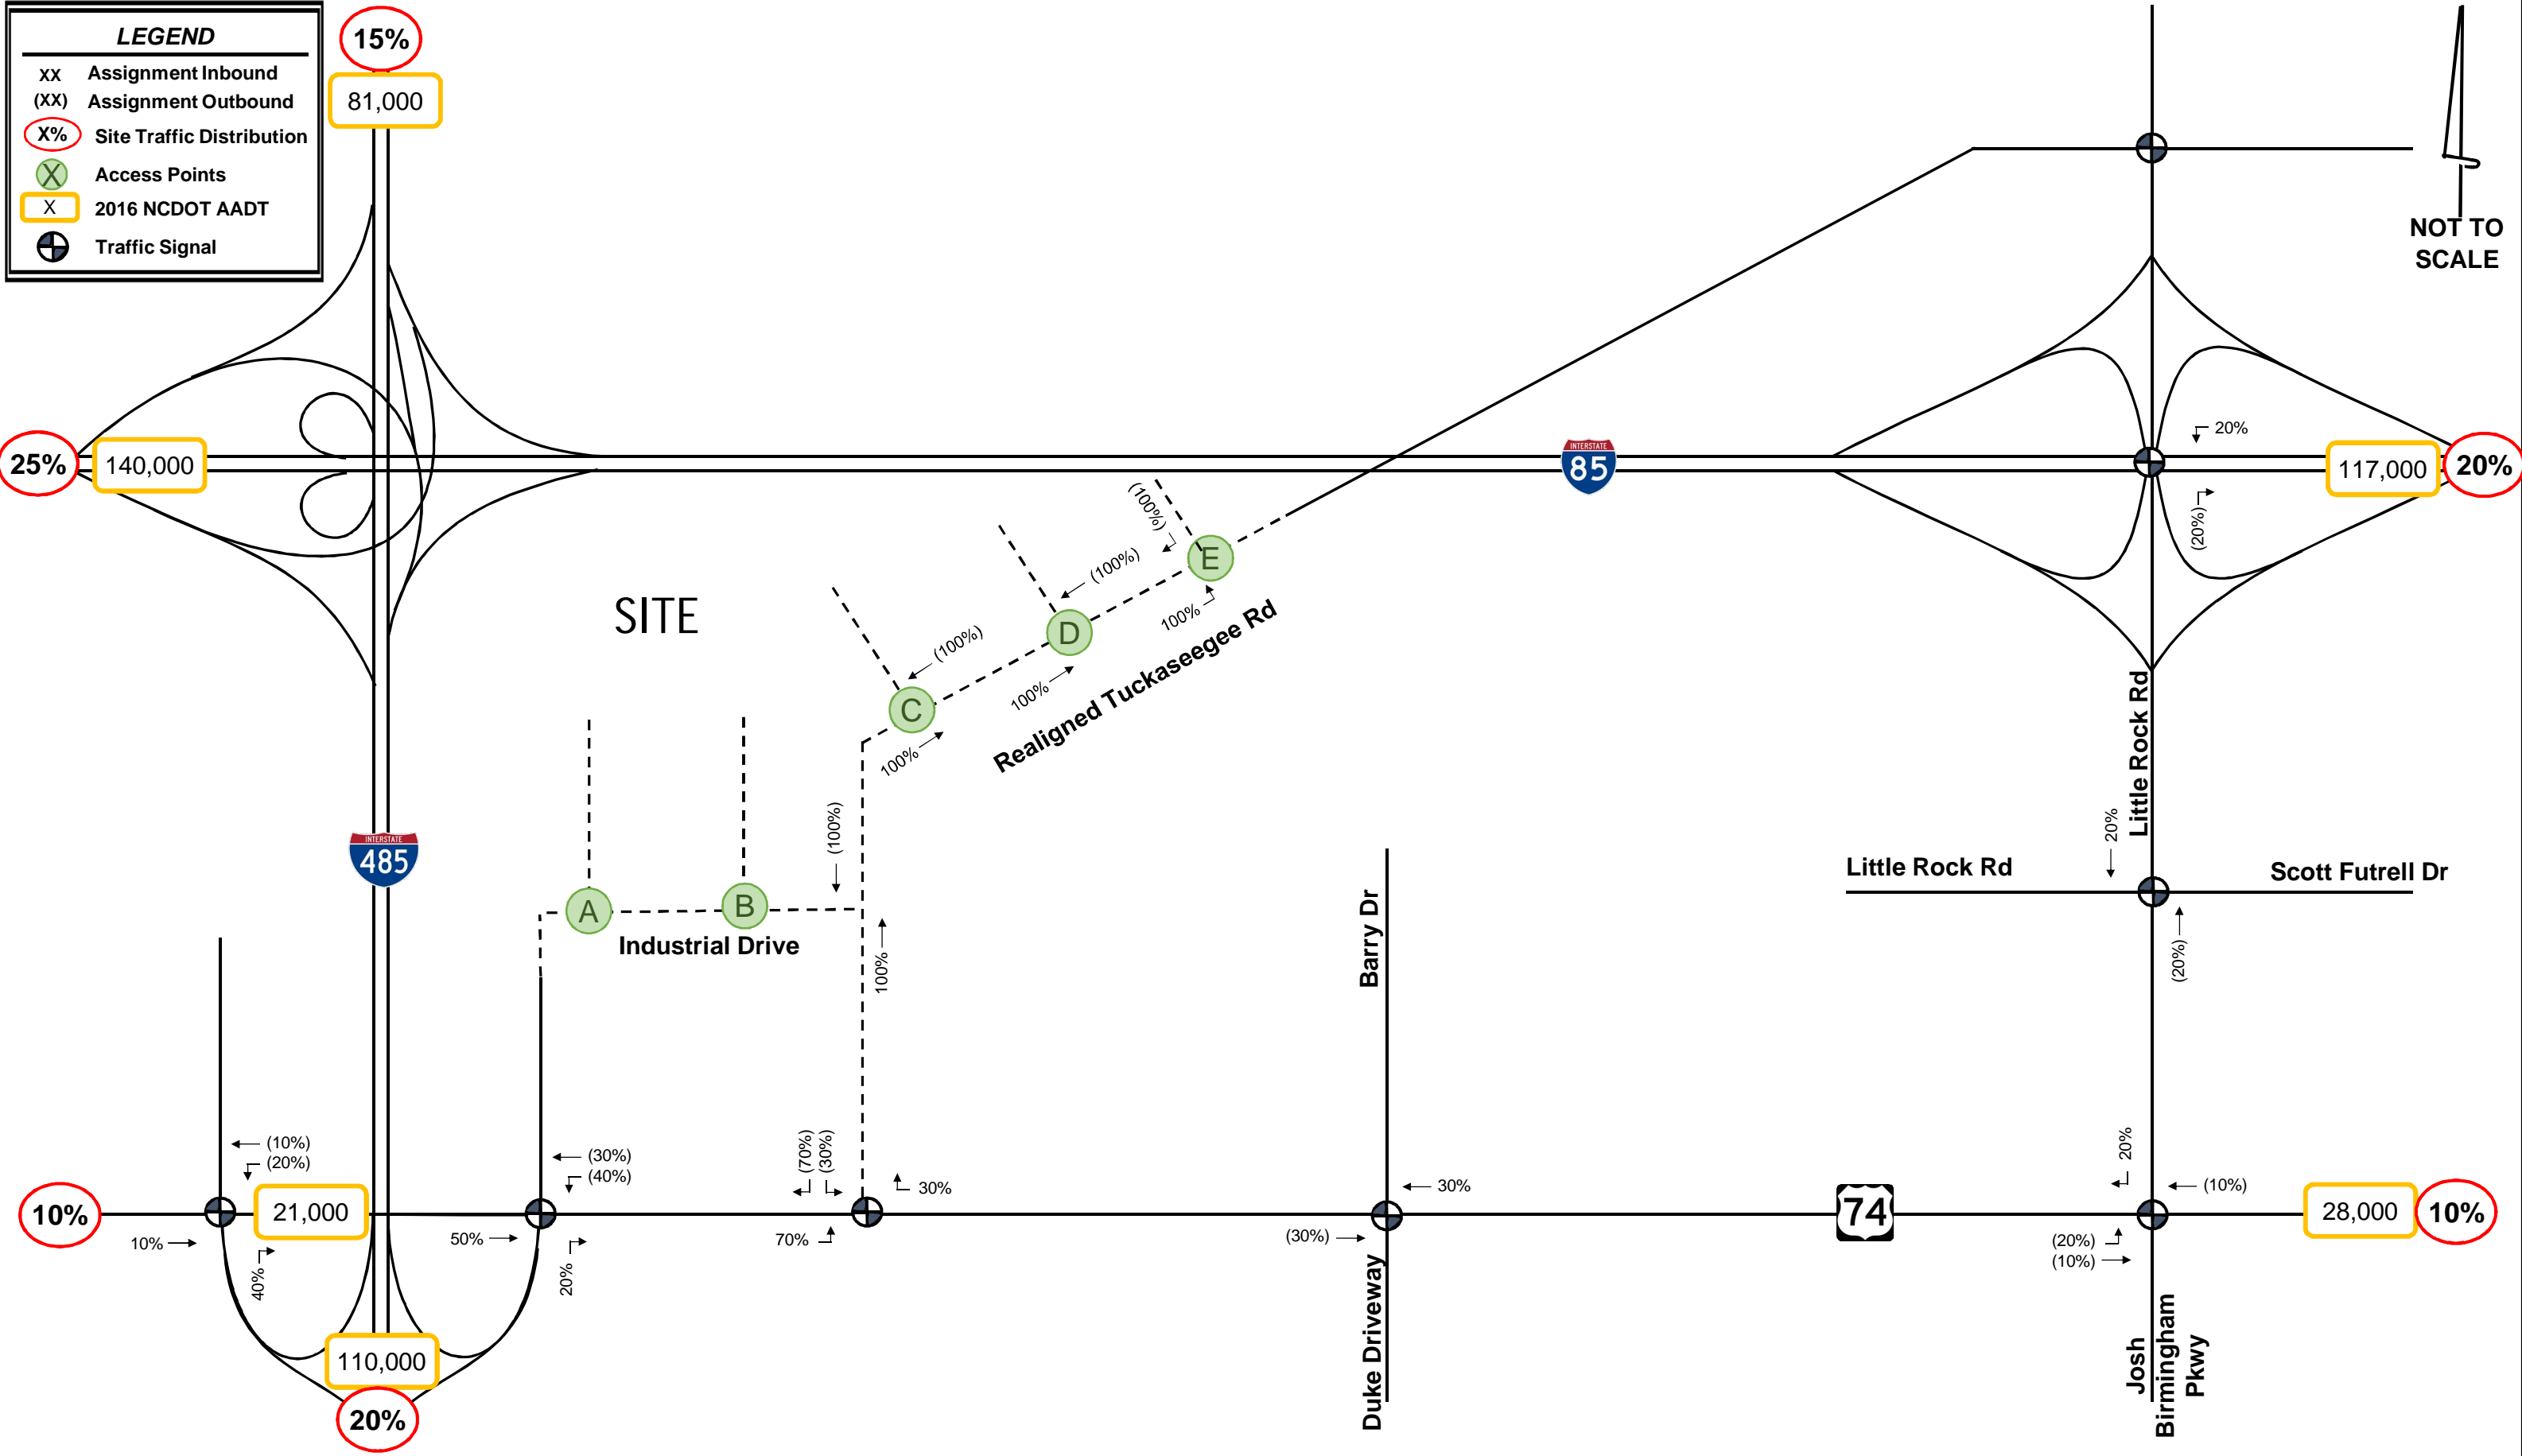 LEGEND
XX Assignment Inbound
(XX) Assignment Outbound
X% Site Traffic Distribution
X Access Points
X 2016 NCDOT AADT
Traffic Signal
15%
81,000
NOT TO
SCALE
25%
140,000
INTERSTATE
85
20%
117,000
20%
(20%)
(100%)
E
(100%)
100%
D
(100%)
100%
C
100%
Realigned Tuckaseegee Rd
SITE
INTERSTATE
485
A
B
Industrial Drive
(100%)
100%
Barry Dr
Little Rock Rd
20%
Little Rock Rd
Scott Futrell Dr
(20%)
(10%)
(20%)
10%
21,000
10%
40%
(30%)
(40%)
50%
20%
(70%)
(30%)
30%
70%
30%
(30%)
Duke Driveway
74
20%
(10%)
(20%)
(10%)
28,000
10%
Josh
Birmingham
Pkwy
110,000
20%